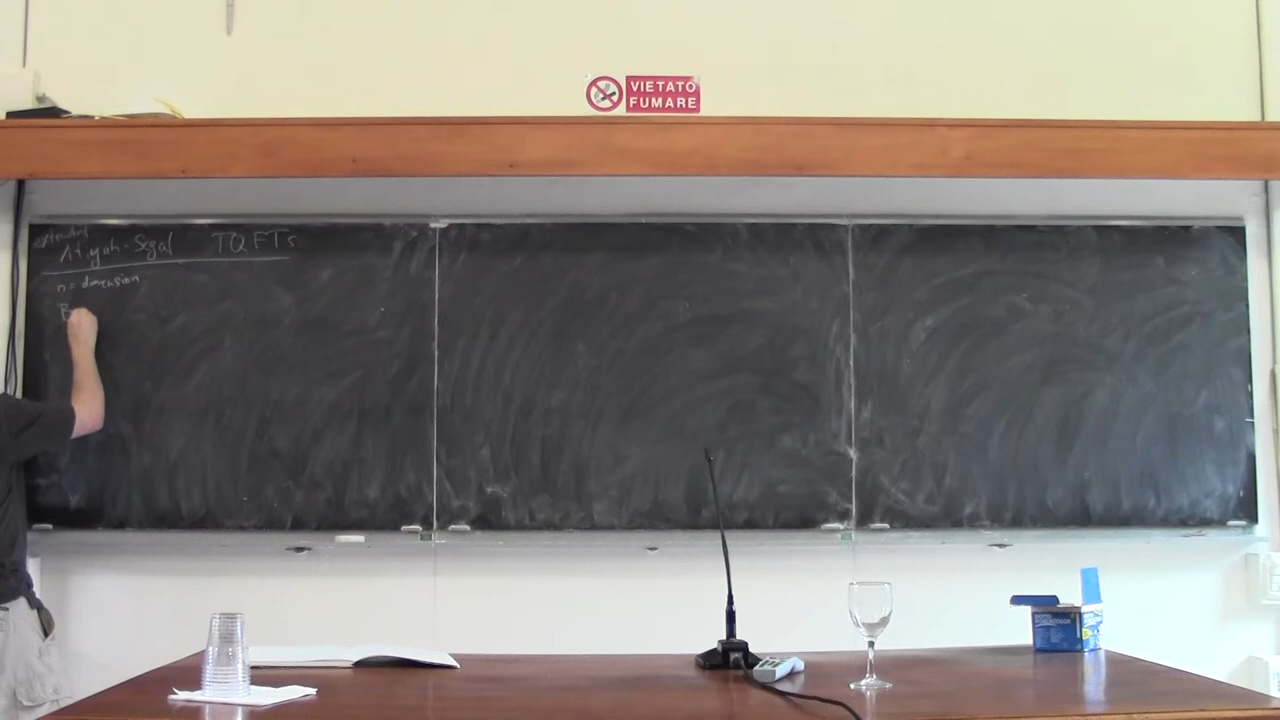 VIETATO
FUMARE
extended
Atiyah-Segal TQFTs
n = dimension
B